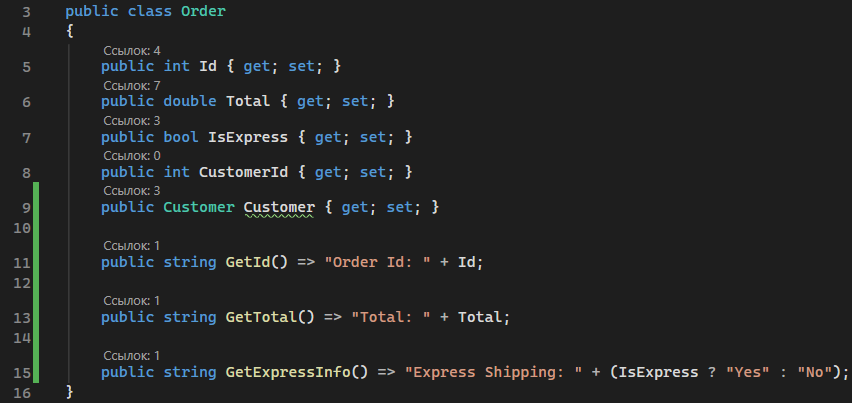 3 public class Order
4 {
Ссылок: 4
5 public int Id { get; set; }
Ссылок: 7
6 public double Total { get; set; }
Ссылок: 3
7 public bool IsExpress { get; set; }
Ссылок: 0
8 public int CustomerId { get; set; }
Ссылок: 3
9 public Customer Customer { get; set; }
10
Ссылок: 1
11 public string GetId() => "Order Id: " + Id;
12
Ссылок: 1
13 public string GetTotal() => "Total: " + Total;
14
Ссылок: 1
15 public string GetExpressInfo() => "Express Shipping: " + (IsExpress ? "Yes" : "No");
16 }